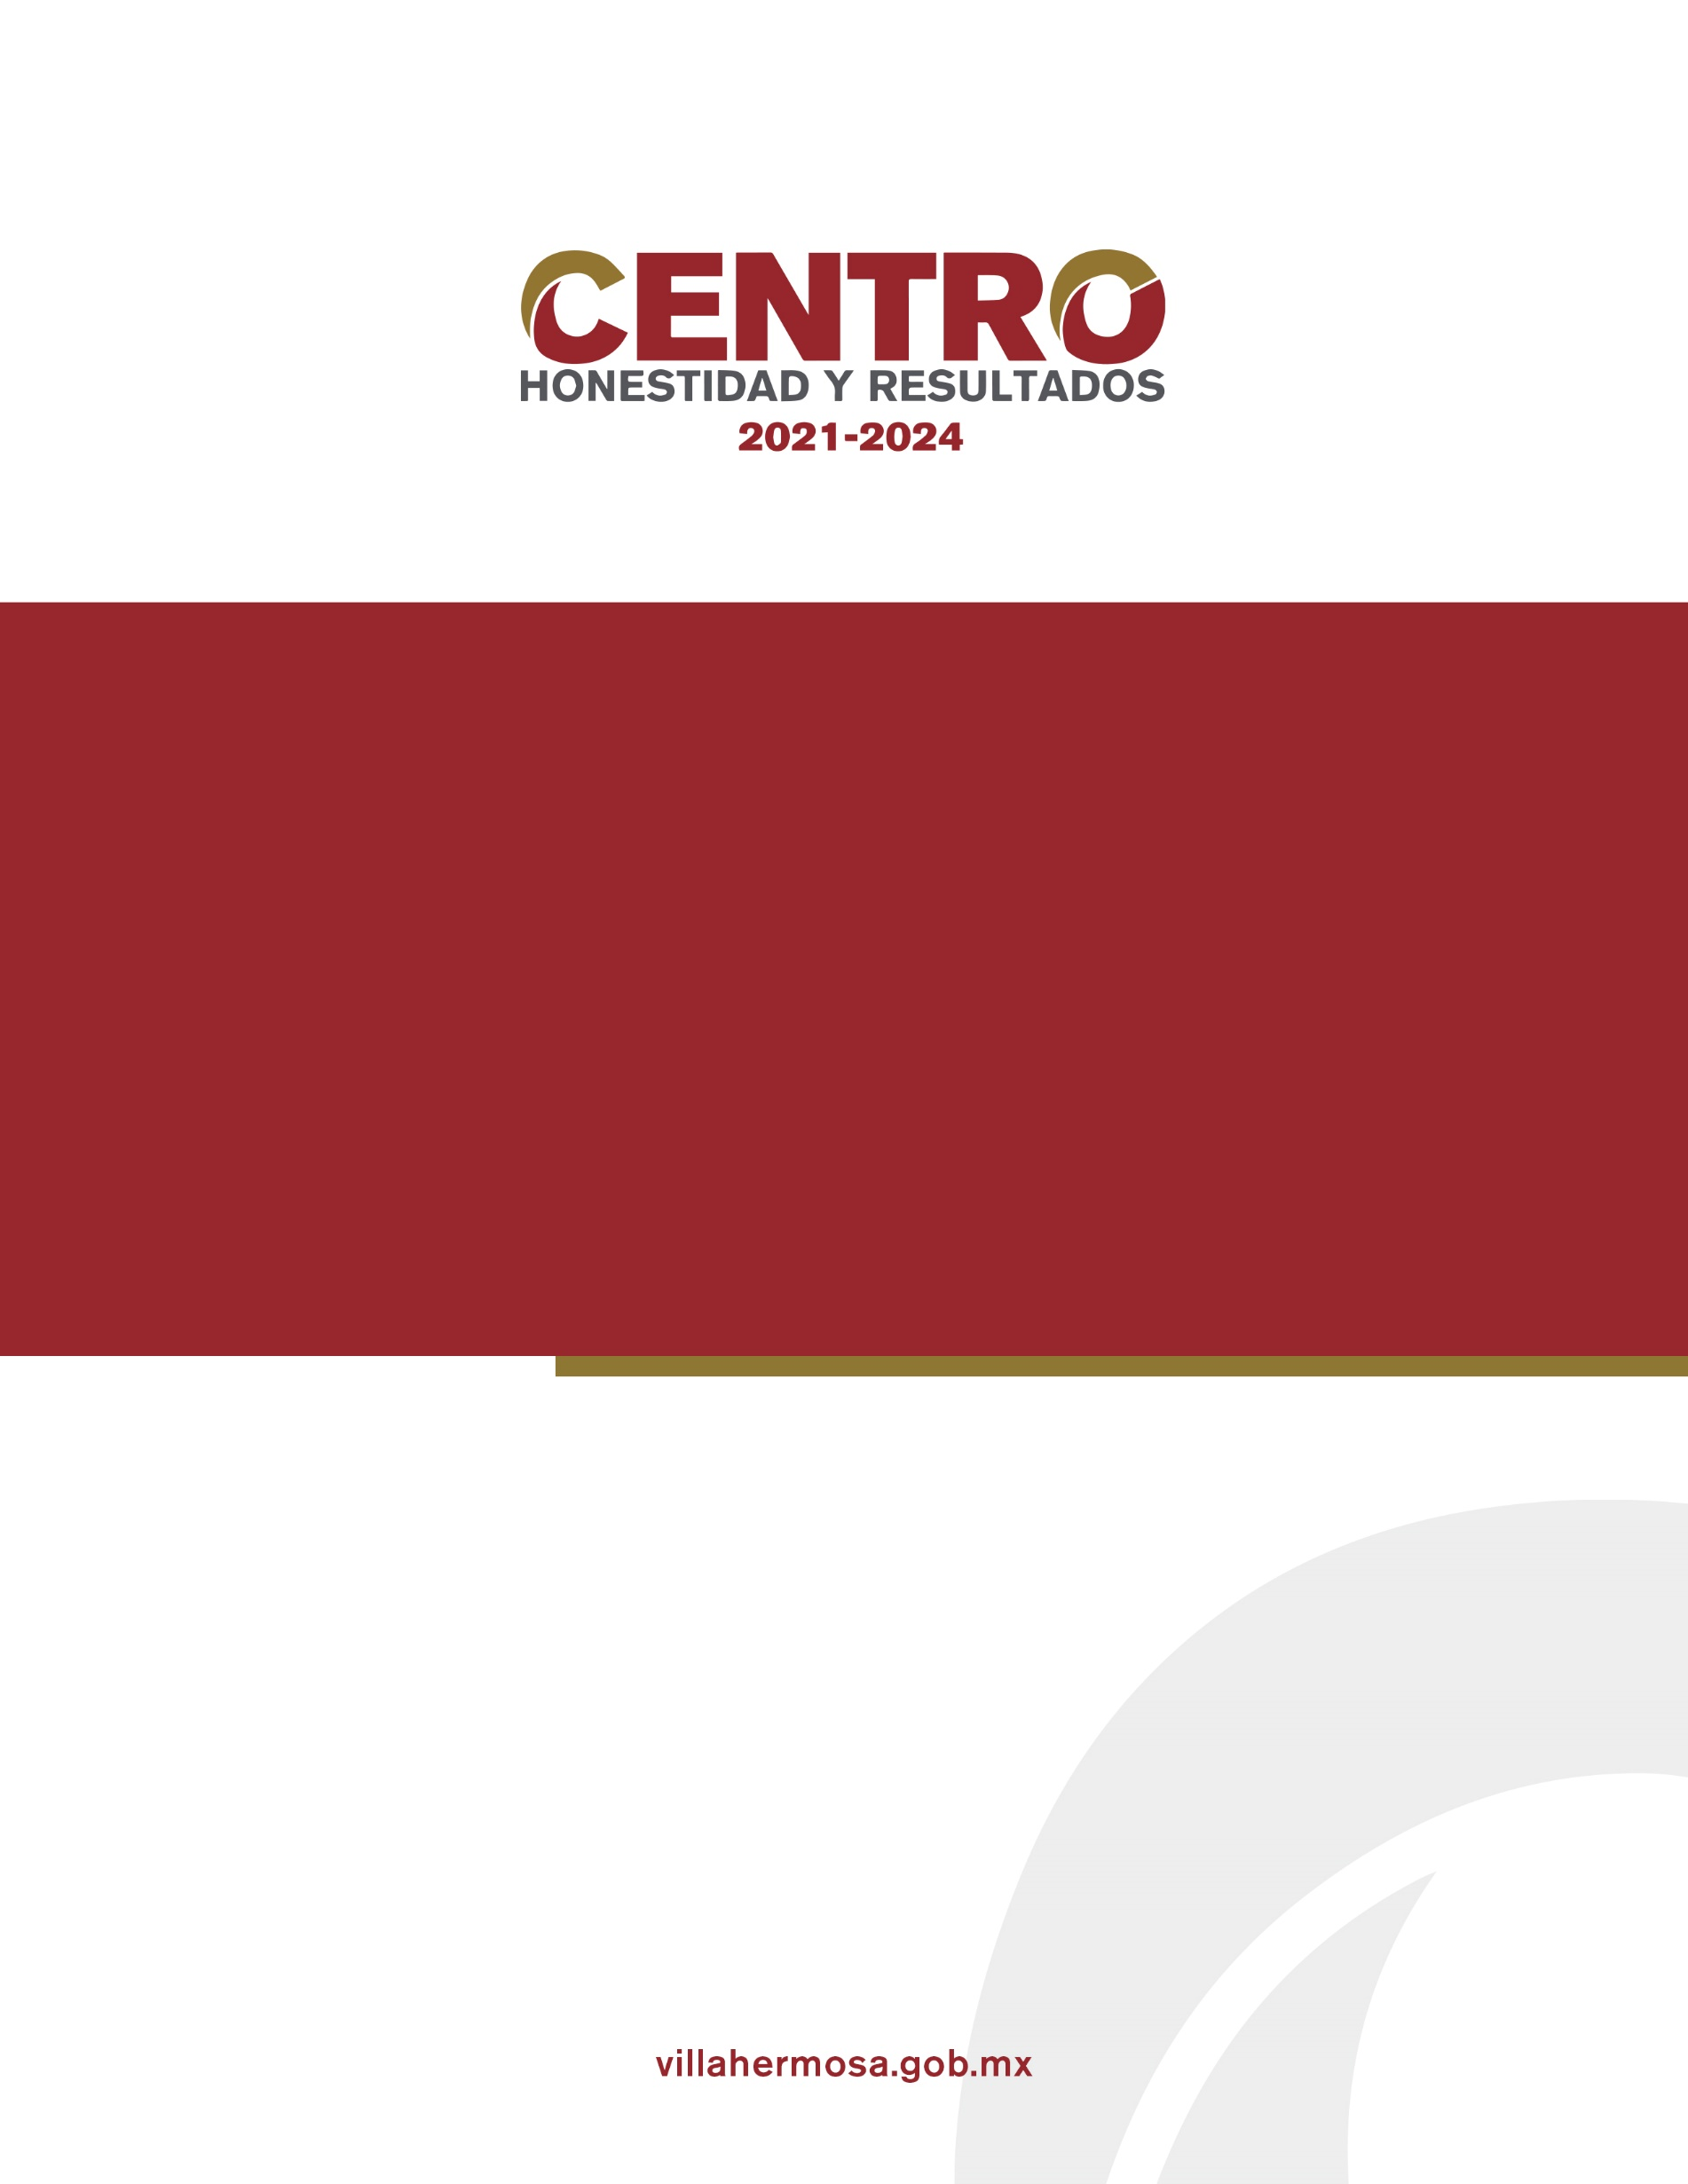 CENTRO
HONESTIDAD Y RESULTADOS
2021-2024
villahermosa.gob.mx